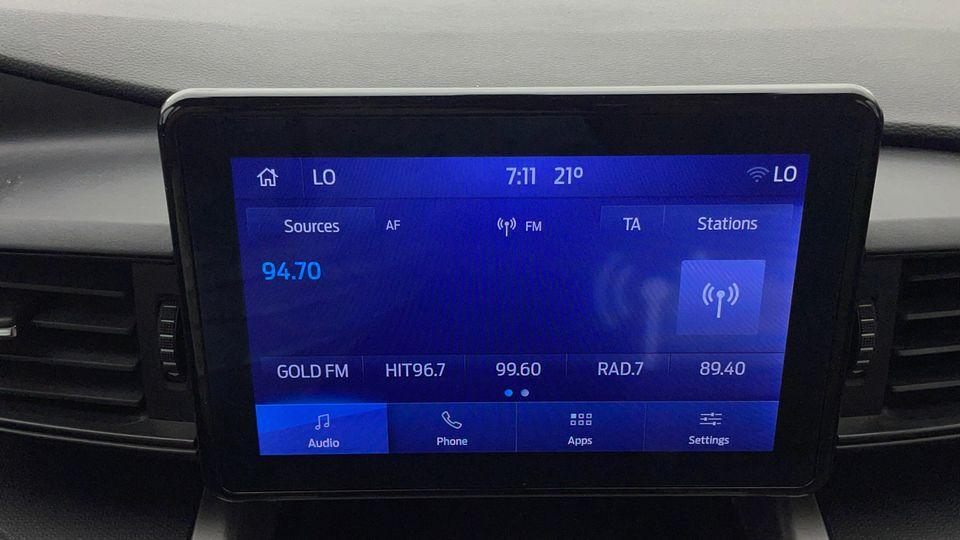 LO 7:11 21º LO
Sources AF FM TA Stations
94.70
GOLD FM HIT96.7 99.60 RAD.7 89.40
Audio Phone Apps Settings